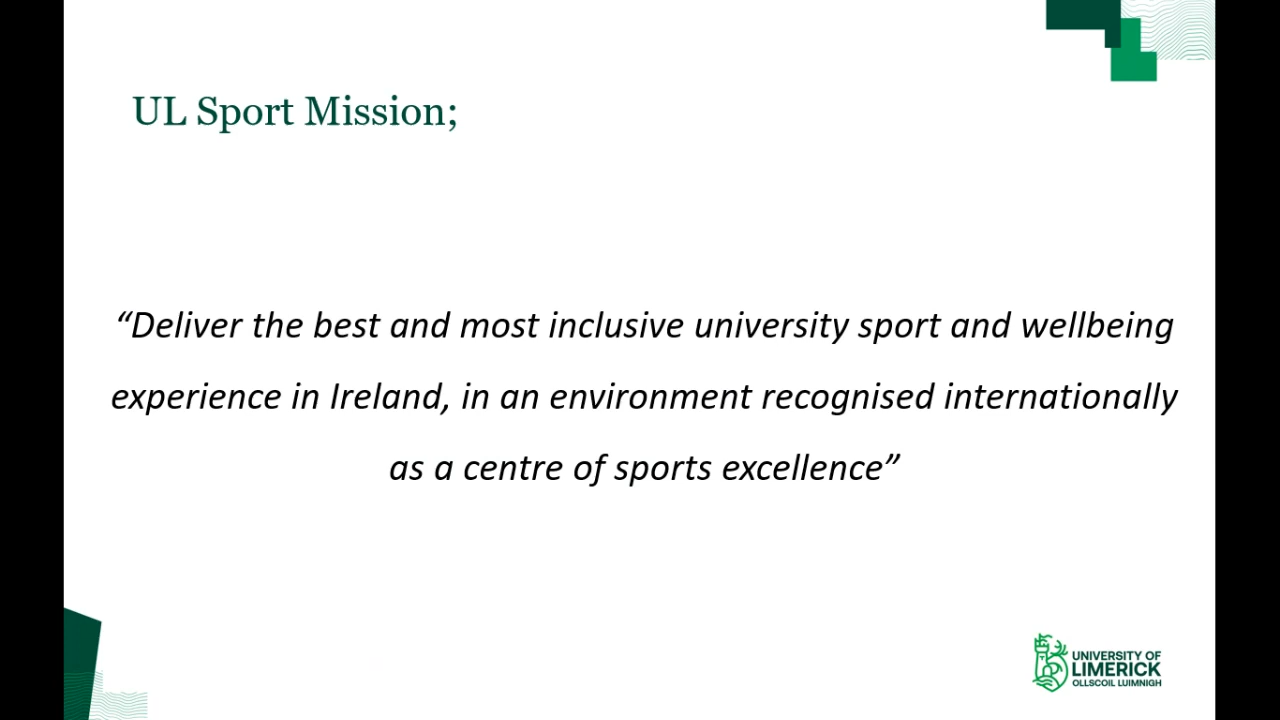 UL Sport Mission;
“Deliver the best and most inclusive university sport and wellbeing
experience in Ireland, in an environment recognised internationally
as a centre of sports excellence”
UNIVERSITY OF
LIMERICK
OLLSCOIL LUIMNIGH